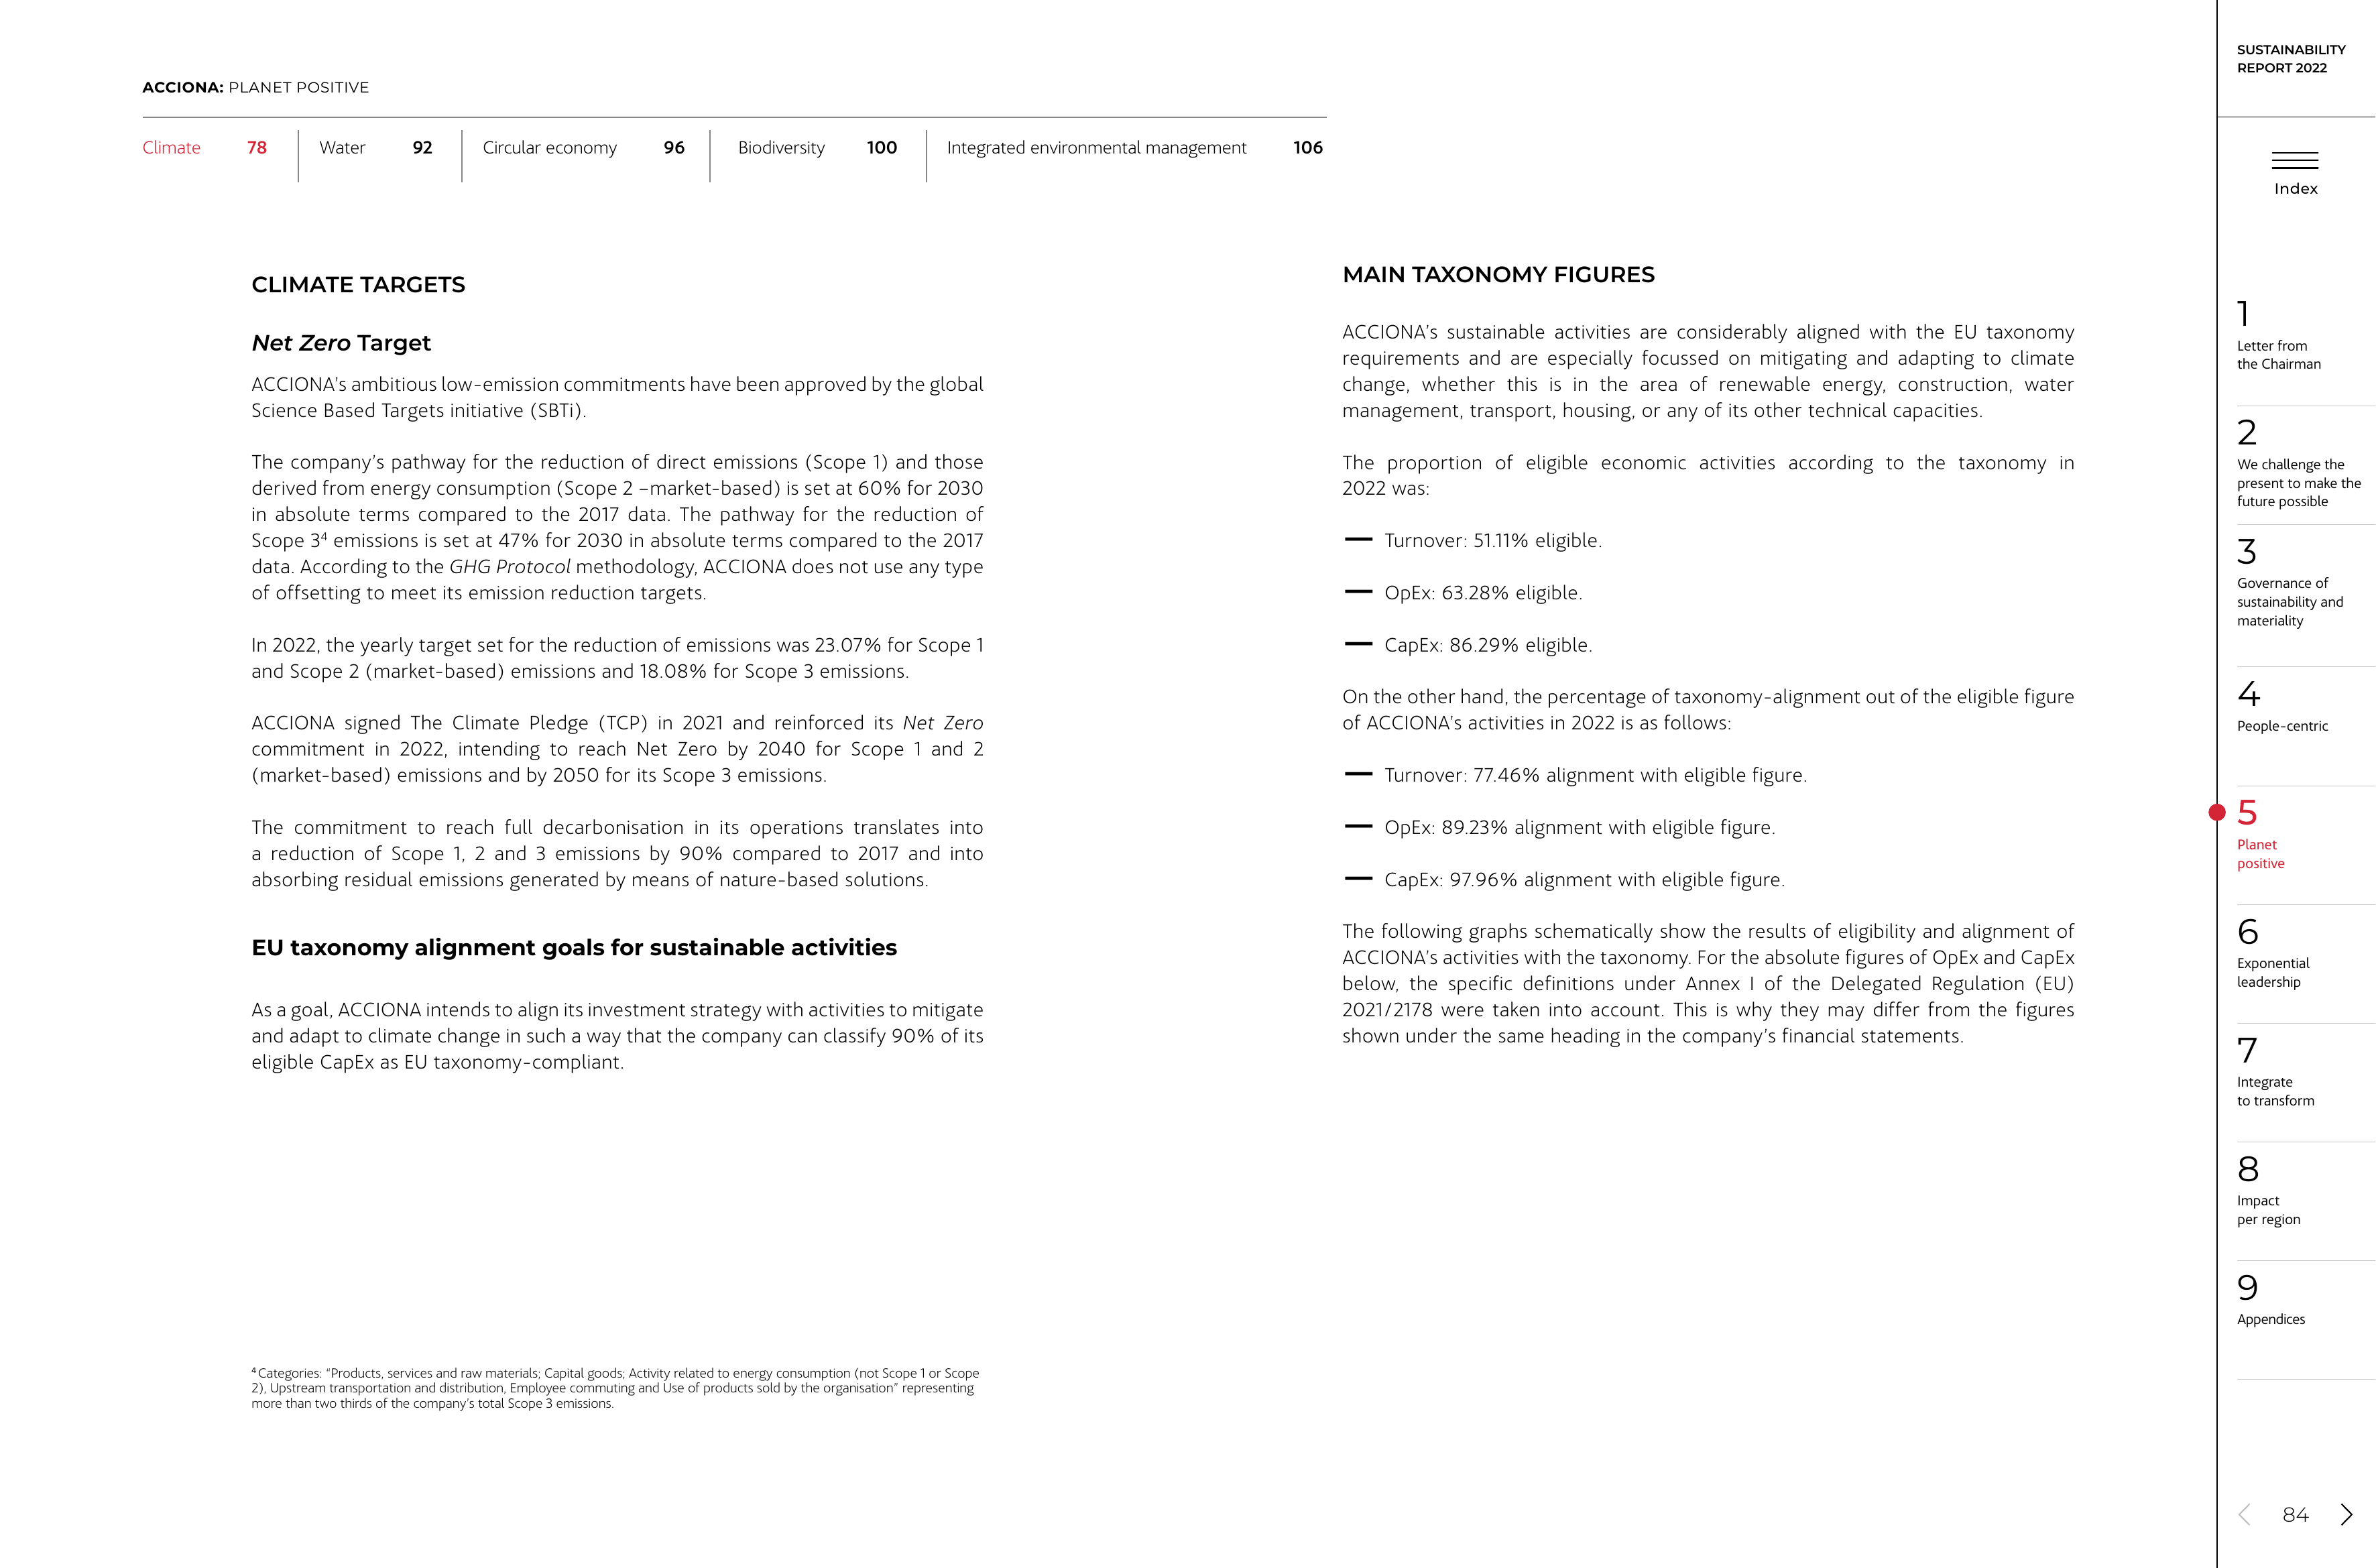 ACCIONA: PLANET POSITIVE
Climate 78
Water 92
Circular economy 96
Biodiversity 100
Integrated environmental management 106
CLIMATE TARGETS
Net Zero Target
ACCIONA's ambitious low-emission commitments have been approved by the global
Science Based Targets initiative (SBTi).
The company's pathway for the reduction of direct emissions (Scope 1) and those
derived from energy consumption (Scope 2 –market-based) is set at 60% for 2030
in absolute terms compared to the 2017 data. The pathway for the reduction of
Scope 3⁴ emissions is set at 47% for 2030 in absolute terms compared to the 2017
data. According to the GHG Protocol methodology, ACCIONA does not use any type
of offsetting to meet its emission reduction targets.
In 2022, the yearly target set for the reduction of emissions was 23.07% for Scope 1
and Scope 2 (market-based) emissions and 18.08% for Scope 3 emissions.
ACCIONA signed The Climate Pledge (TCP) in 2021 and reinforced its Net Zero
commitment in 2022, intending to reach Net Zero by 2040 for Scope 1 and 2
(market-based) emissions and by 2050 for its Scope 3 emissions.
The commitment to reach full decarbonisation in its operations translates into
a reduction of Scope 1, 2 and 3 emissions by 90% compared to 2017 and into
absorbing residual emissions generated by means of nature-based solutions.
EU taxonomy alignment goals for sustainable activities
As a goal, ACCIONA intends to align its investment strategy with activities to mitigate
and adapt to climate change in such a way that the company can classify 90% of its
eligible CapEx as EU taxonomy-compliant.
⁴ Categories: “Products, services and raw materials; Capital goods; Activity related to energy consumption (not Scope 1 or Scope
2), Upstream transportation and distribution, Employee commuting and Use of products sold by the organisation” representing
more than two thirds of the company's total Scope 3 emissions.
MAIN TAXONOMY FIGURES
ACCIONA's sustainable activities are considerably aligned with the EU taxonomy
requirements and are especially focussed on mitigating and adapting to climate
change, whether this is in the area of renewable energy, construction, water
management, transport, housing, or any of its other technical capacities.
The proportion of eligible economic activities according to the taxonomy in
2022 was:
— Turnover: 51.11% eligible.
— OpEx: 63.28% eligible.
— CapEx: 86.29% eligible.
On the other hand, the percentage of taxonomy-alignment out of the eligible figure
of ACCIONA's activities in 2022 is as follows:
— Turnover: 77.46% alignment with eligible figure.
— OpEx: 89.23% alignment with eligible figure.
— CapEx: 97.96% alignment with eligible figure.
The following graphs schematically show the results of eligibility and alignment of
ACCIONA's activities with the taxonomy. For the absolute figures of OpEx and CapEx
below, the specific definitions under Annex I of the Delegated Regulation (EU)
2021/2178 were taken into account. This is why they may differ from the figures
shown under the same heading in the company's financial statements.
SUSTAINABILITY
REPORT 2022
Index
1
Letter from
the Chairman
2
We challenge the
present to make the
future possible
3
Governance of
sustainability and
materiality
4
People-centric
5
Planet
positive
6
Exponential
leadership
7
Integrate
to transform
8
Impact
per region
9
Appendices
84